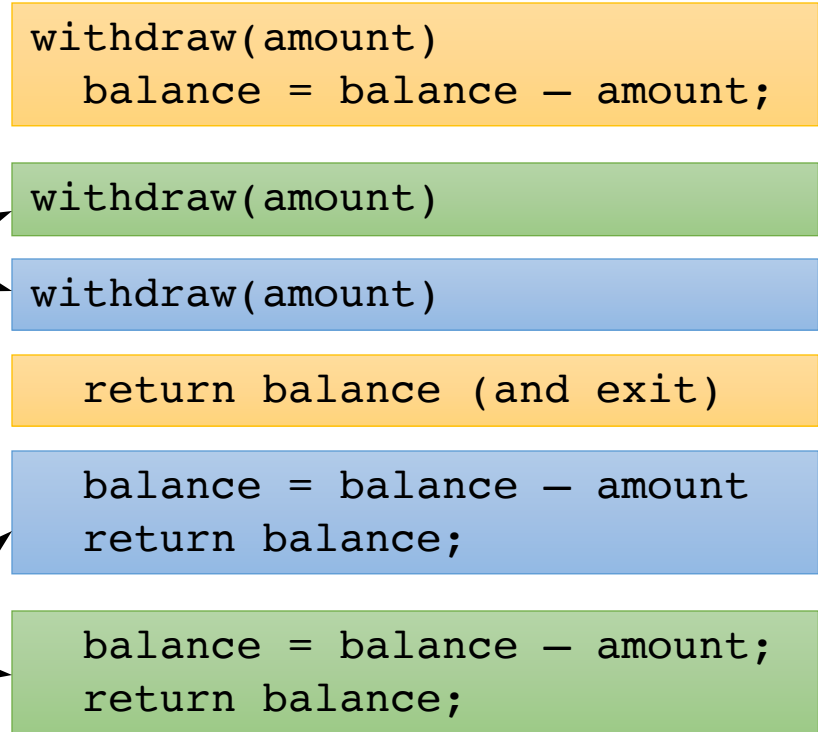 withdraw(amount)
balance = balance – amount;
withdraw(amount)
withdraw(amount)
return balance (and exit)
balance = balance – amount
return balance;
balance = balance – amount;
return balance;